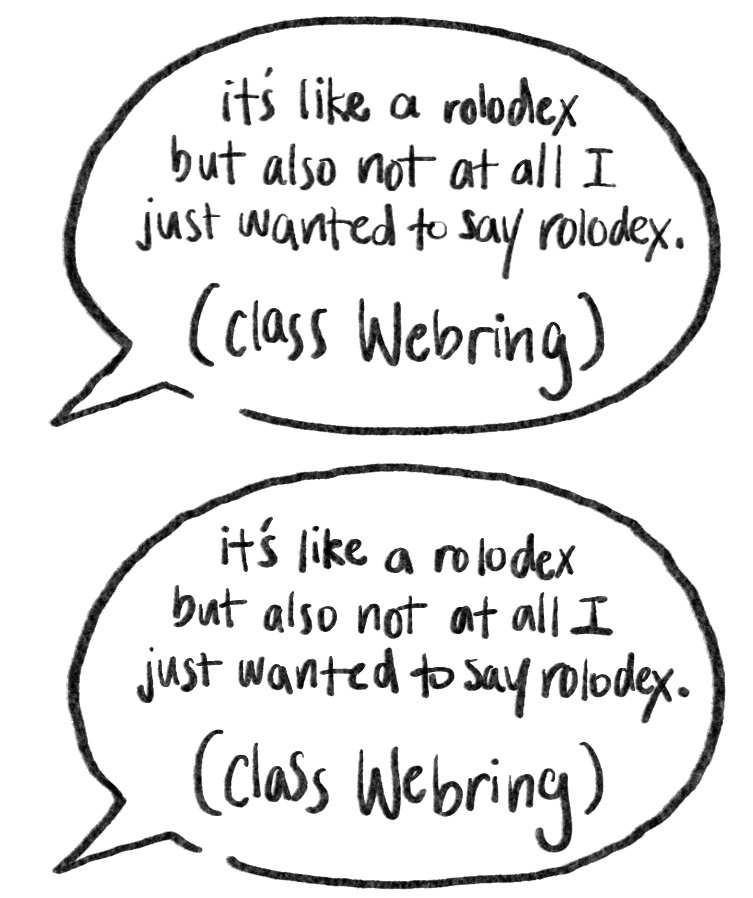 it's like a rolodex
but also not at all I
just wanted to say rolodex.
(class Webring)
it's like a rolodex
but also not at all I
just wanted to say rolodex.
(class Webring)